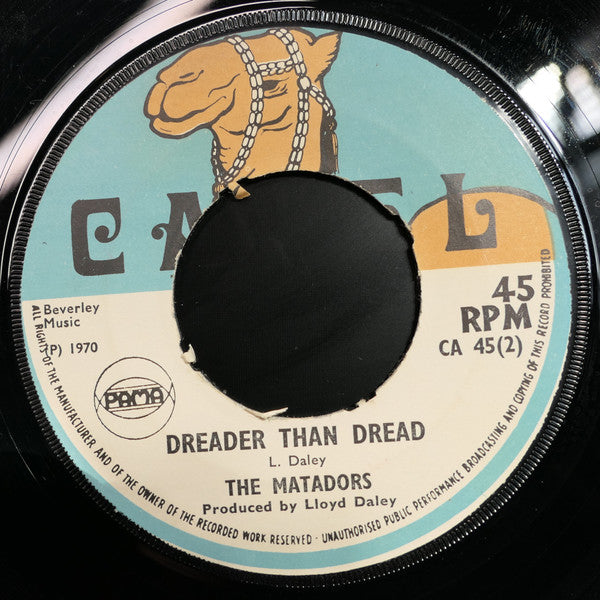 CA EL
45
RPM
CA 45(2)
Beverley
Music
(P) 1970
PAMA
DREADER THAN DREAD
L. Daley
THE MATADORS
Produced by Lloyd Daley
ALL RIGHTS OF THE MANUFACTURER AND OF THE OWNER OF THE RECORDED WORK RESERVED - UNAUTHORISED PUBLIC PERFORMANCE BROADCASTING AND COPYING OF THIS RECORD PROHIBITED